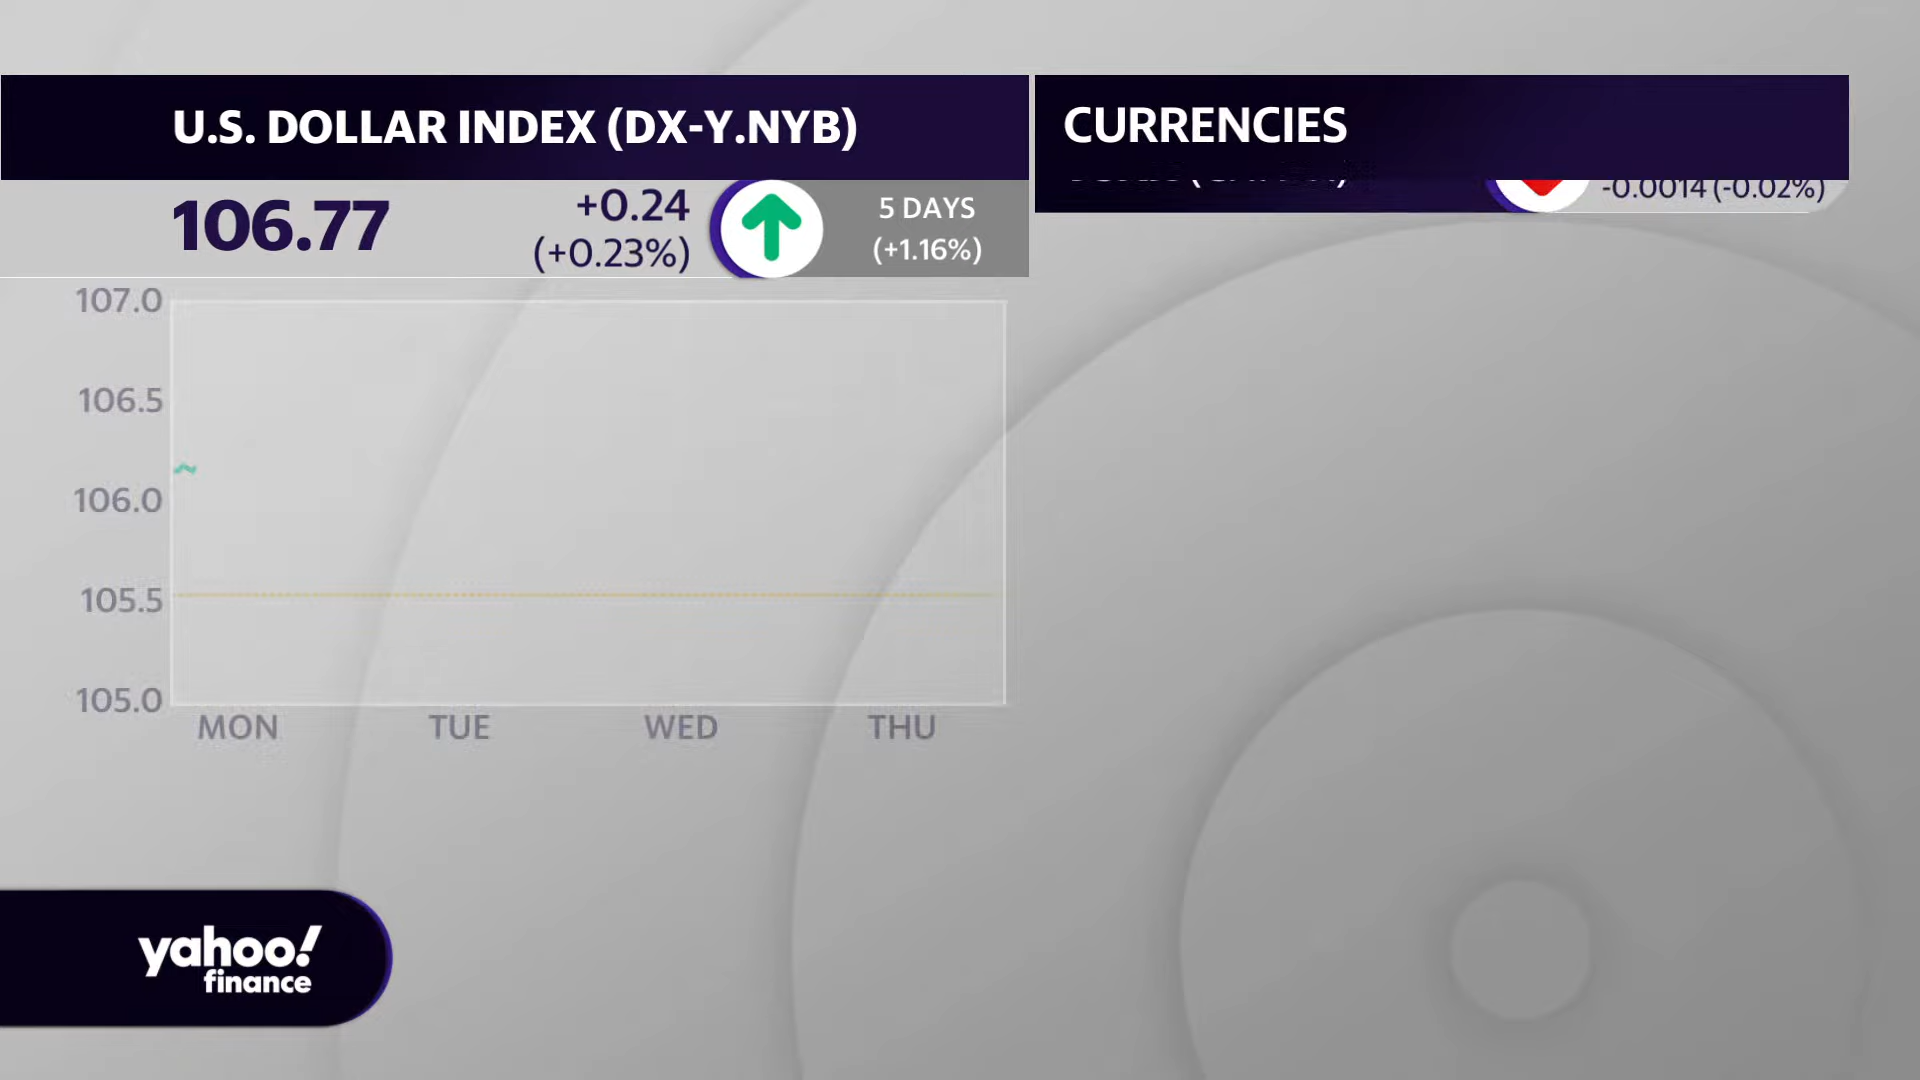 U.S. DOLLAR INDEX (DX-Y.NYB)
106.77
+0.24
(+0.23%)
5 DAYS
(+1.16%)
107.0
106.5
106.0
105.5
105.0
MON TUE WED THU
CURRENCIES
-0.0014 (-0.02%)
yahoo!
finance